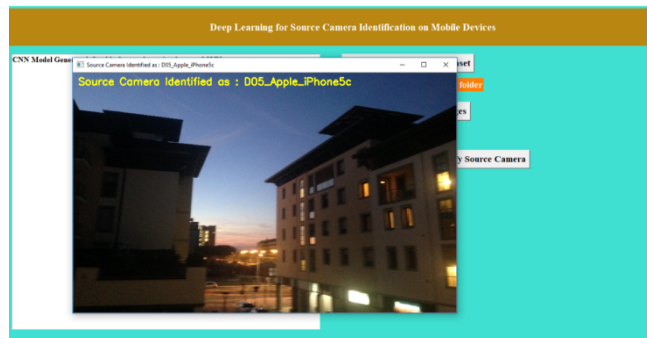 Deep Learning for Source Camera Identification on Mobile Devices
CNN Model Gene
Source Camera Identified as : D05_Apple_iPhone5c
set
Source Camera Identified as : D05_Apple_iPhone5c
folder
es
y Source Camera